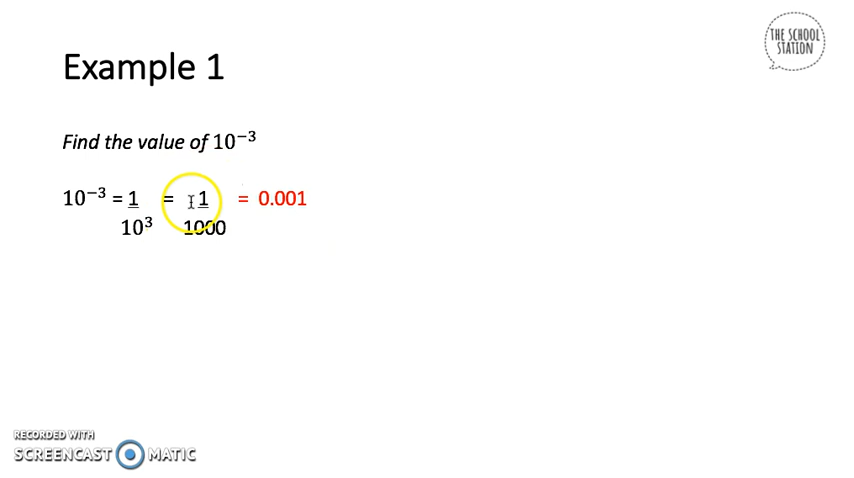 THE SCHOOL
STATION
Example 1
Find the value of 10⁻³
10⁻³ = 1 = 1 = 0.001
10³ 1000
RECORDED WITH
SCREENCAST MATIC